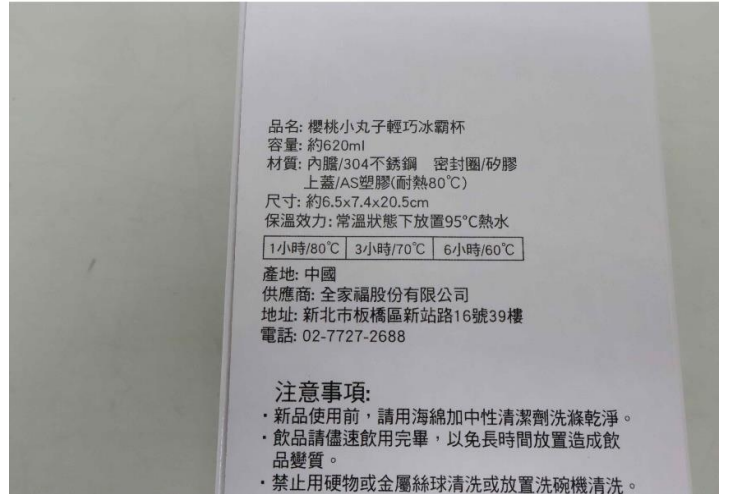 品名: 櫻桃小丸子輕巧冰霸杯
容量: 約620ml
材質: 內膽/304不銹鋼 密封圈/矽膠
上蓋/AS塑膠(耐熱80℃)
尺寸: 約6.5x7.4x20.5cm
保溫效力: 常溫狀態下放置95℃熱水
1小時/80℃ 3小時/70℃ 6小時/60℃
產地: 中國
供應商: 全家福股份有限公司
地址: 新北市板橋區新站路16號39樓
電話: 02-7727-2688
注意事項:
・新品使用前，請用海綿加中性清潔劑洗滌乾淨。
・飲品請儘速飲用完畢，以免長時間放置造成飲
品變質。
・禁止用硬物或金屬絲球清洗或放置洗碗機清洗。